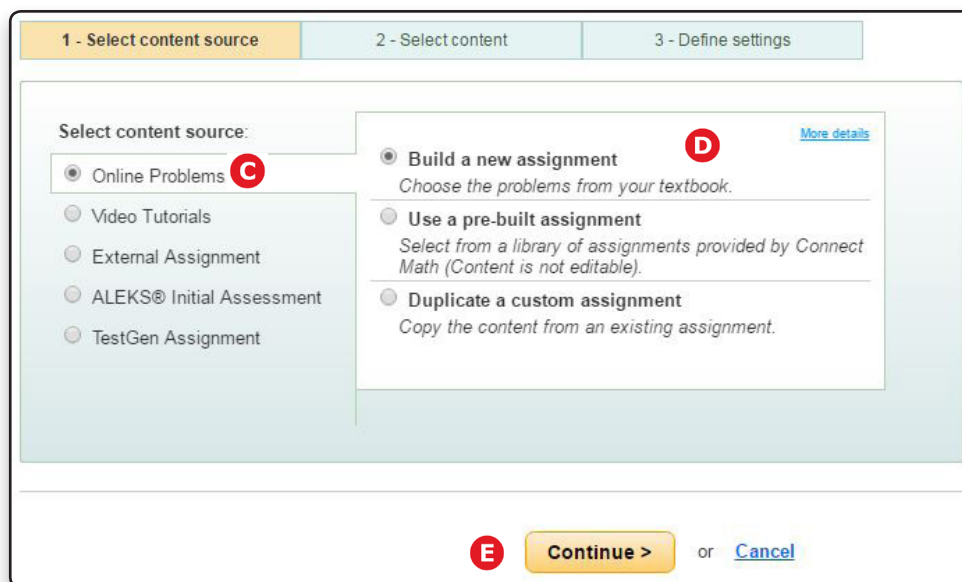 1 - Select content source
2 - Select content
3 - Define settings
Select content source:
Online Problems
C
Video Tutorials
External Assignment
ALEKS® Initial Assessment
TestGen Assignment
More details
D
Build a new assignment
Choose the problems from your textbook.
Use a pre-built assignment
Select from a library of assignments provided by Connect
Math (Content is not editable).
Duplicate a custom assignment
Copy the content from an existing assignment.
E
Continue >
or
Cancel